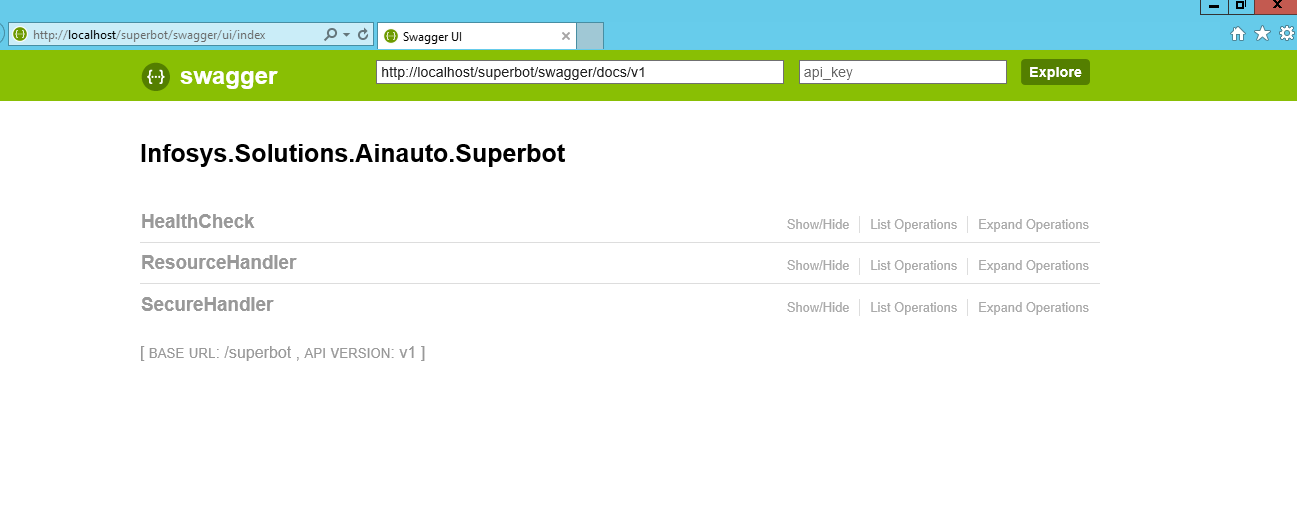 http://localhost/superbot/swagger/ui/index
Swagger UI
{··}
swagger
http://localhost/superbot/swagger/docs/v1
api_key
Explore
Infosys.Solutions.Ainauto.Superbot
HealthCheck Show/Hide List Operations Expand Operations
ResourceHandler Show/Hide List Operations Expand Operations
SecureHandler Show/Hide List Operations Expand Operations
[ BASE URL: /superbot , API VERSION: v1 ]